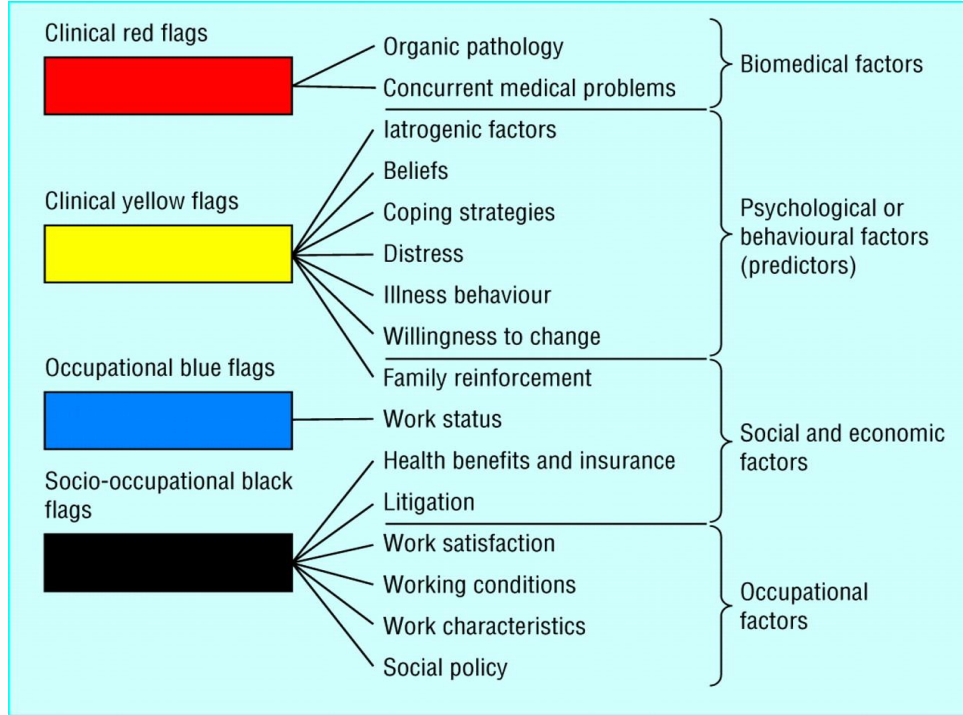 Clinical red flags
Organic pathology
Concurrent medical problems
Biomedical factors
Clinical yellow flags
Iatrogenic factors
Beliefs
Coping strategies
Distress
Illness behaviour
Willingness to change
Psychological or
behavioural factors
(predictors)
Occupational blue flags
Family reinforcement
Work status
Socio-occupational black
flags
Health benefits and insurance
Litigation
Social and economic
factors
Work satisfaction
Working conditions
Work characteristics
Social policy
Occupational
factors